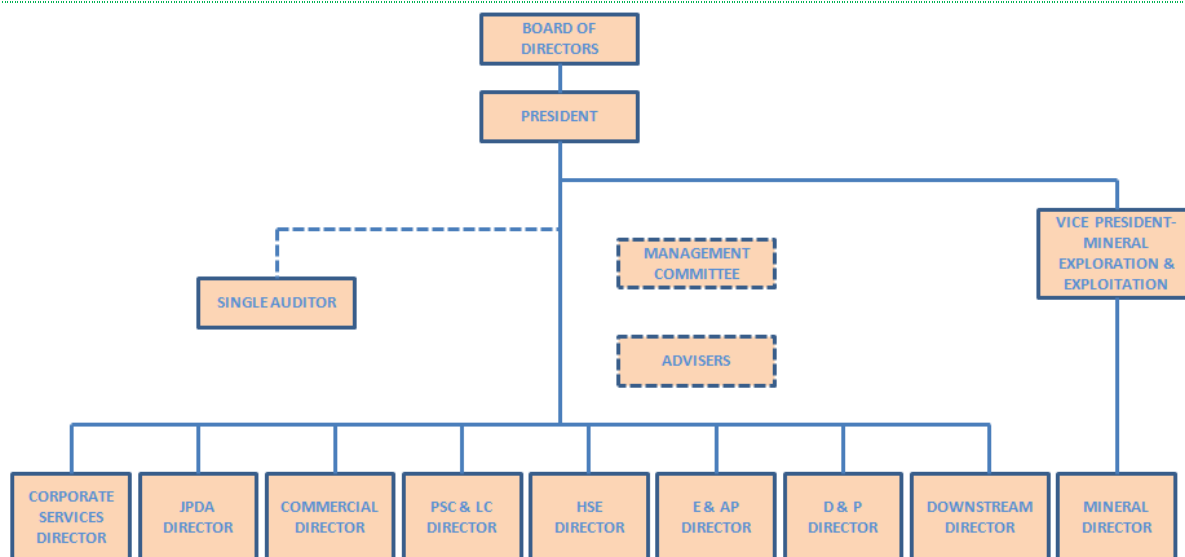 BOARD OF
DIRECTORS
PRESIDENT
VICE PRESIDENT-
MINERAL
EXPLORATION &
EXPLOITATION
MANAGEMENT
COMMITTEE
SINGLE AUDITOR
ADVISERS
CORPORATE
SERVICES
DIRECTOR
JPDA
DIRECTOR
COMMERCIAL
DIRECTOR
PSC & LC
DIRECTOR
HSE
DIRECTOR
E & AP
DIRECTOR
D & P
DIRECTOR
DOWNSTREAM
DIRECTOR
MINERAL
DIRECTOR